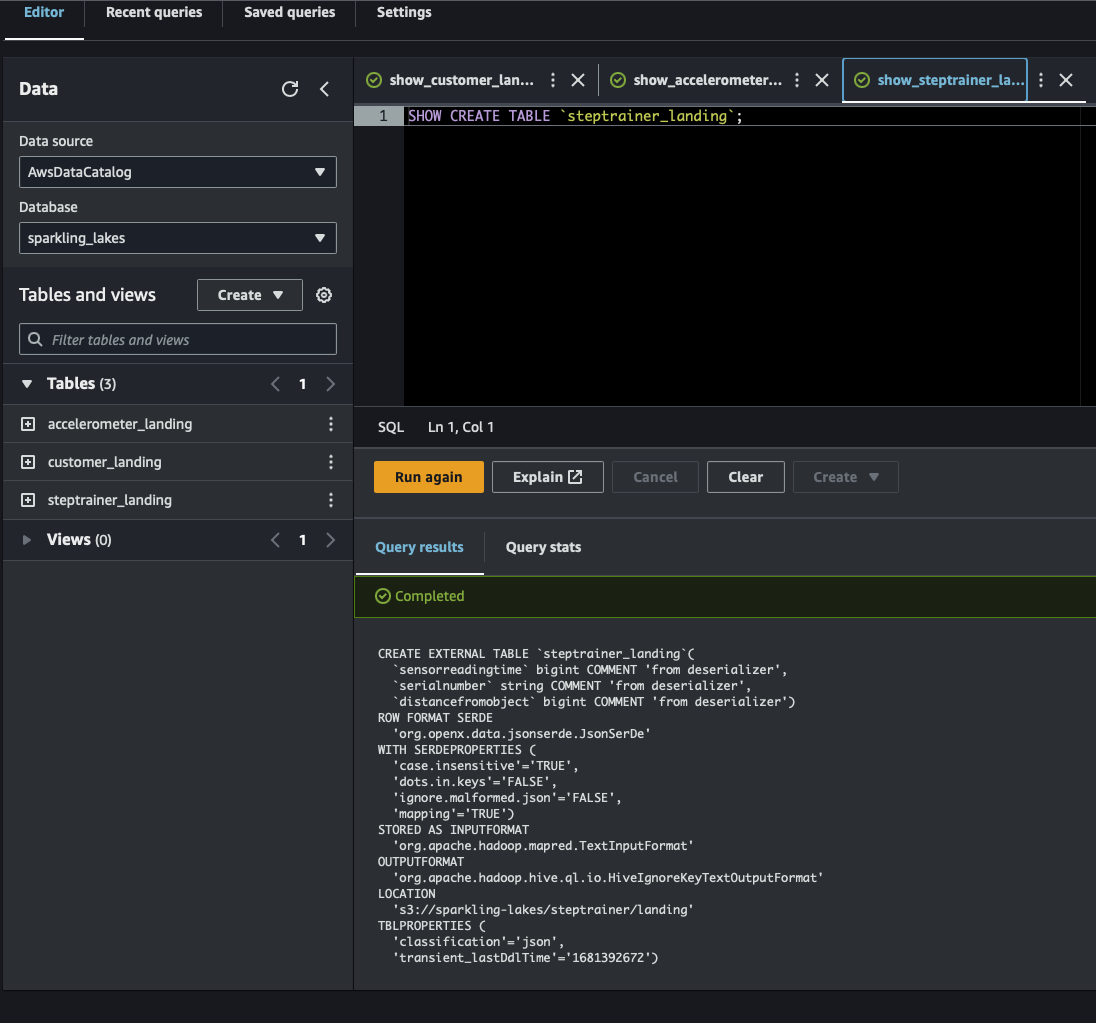 Editor
Recent queries
Saved queries
Settings
Data
Data source
AwsDataCatalog
Database
sparkling_lakes
Tables and views
Create
Filter tables and views
Tables (3)
1
accelerometer_landing
customer_landing
steptrainer_landing
Views (0)
1
show_customer_lan...
show_accelerometer...
show_steptrainer_la...
1 SHOW CREATE TABLE `steptrainer_landing`;
SQL Ln 1, Col 1
Run again
Explain
Cancel
Clear
Create
Query results
Query stats
Completed
CREATE EXTERNAL TABLE `steptrainer_landing`(
`sensorreadingtime` bigint COMMENT 'from deserializer',
`serialnumber` string COMMENT 'from deserializer',
`distancefromobject` bigint COMMENT 'from deserializer')
ROW FORMAT SERDE
'org.openx.data.jsonserde.JsonSerDe'
WITH SERDEPROPERTIES (
'case.insensitive'='TRUE',
'dots.in.keys'='FALSE',
'ignore.malformed.json'='FALSE',
'mapping'='TRUE')
STORED AS INPUTFORMAT
'org.apache.hadoop.mapred.TextInputFormat'
OUTPUTFORMAT
'org.apache.hadoop.hive.ql.io.HiveIgnoreKeyTextOutputFormat'
LOCATION
's3://sparkling-lakes/steptrainer/landing'
TBLPROPERTIES (
'classification'='json',
'transient_lastDdlTime'='1681392672')